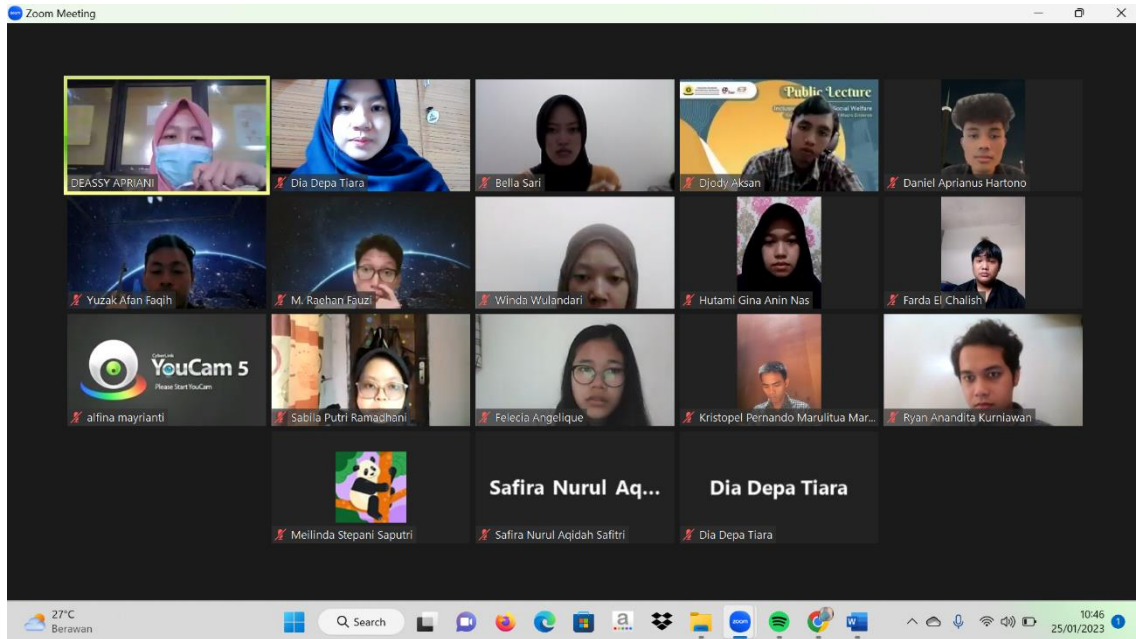 Zoom Meeting
Public Lecture
DEASSY APRIANI
Dia Depa Tiara
Bella Sari
Djody Aksan
Daniel Aprianus Hartono
Yuzak Afan Faqih
M. Raehan Fauzi
Winda Wulandari
Hutami Gina Anin Nas
Farda El Chalish
CyberLink
YouCam 5
Please Start YouCam
alfina mayrianti
Sabila Putri Ramadhani
Felecia Angelique
Kristopel Pernando Marulitua Mar...
Ryan Anandita Kurniawan
Safira Nurul Aq...
Dia Depa Tiara
Meilinda Stepani Saputri
Safira Nurul Aqidah Safitri
Dia Depa Tiara
27°C
Berawan
Search
zoom
10:46
25/01/2023
1